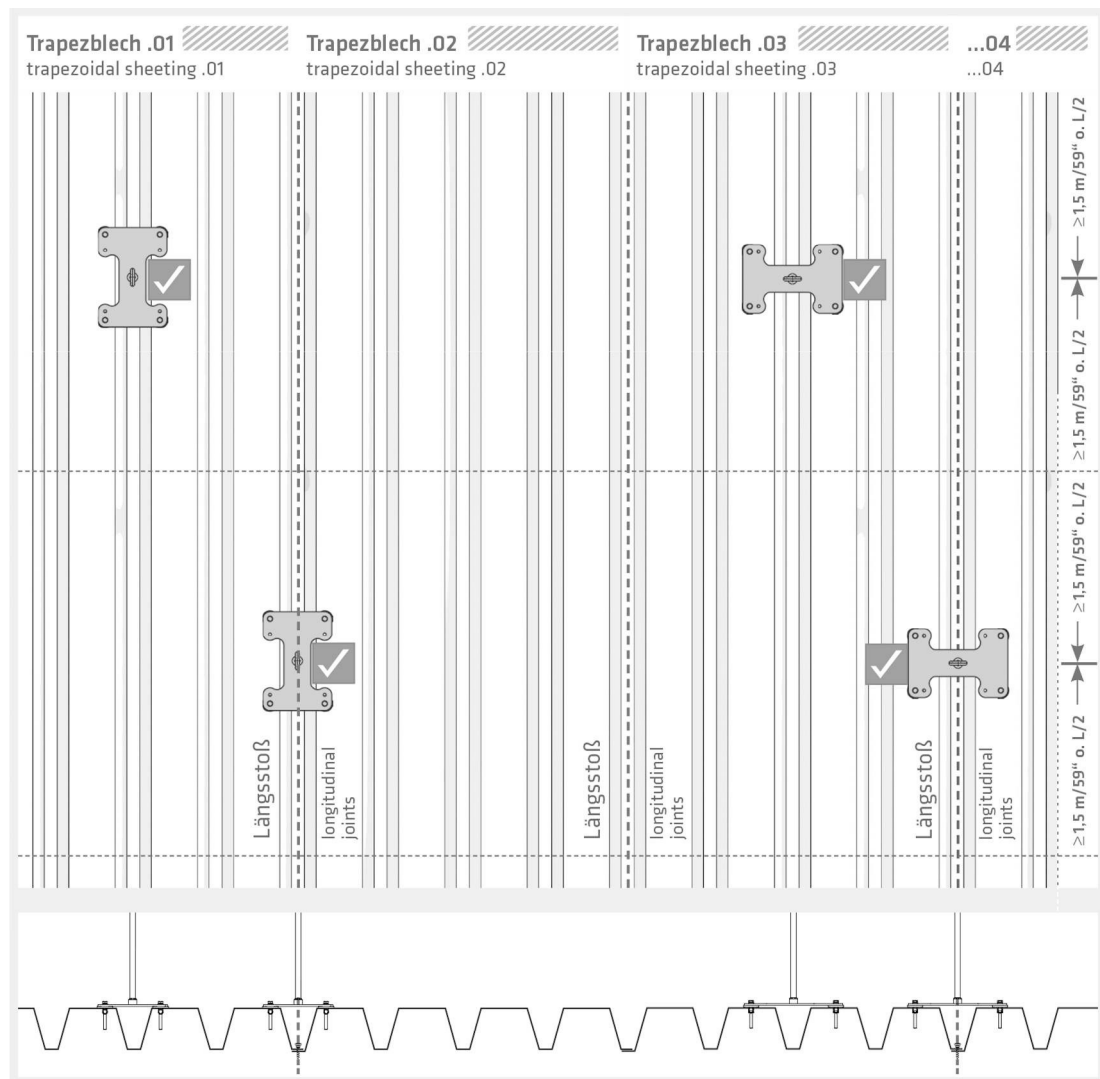 Trapezblech .01
trapezoidal sheeting .01
Trapezblech .02
trapezoidal sheeting .02
Trapezblech .03
trapezoidal sheeting .03
...04
...04
≥1,5 m/59“ o. L/2
≥1,5 m/59“ o. L/2
≥1,5 m/59“ o. L/2
≥1,5 m/59“ o. L/2
Längsstoß
longitudinal
joints
Längsstoß
longitudinal
joints
Längsstoß
longitudinal
joints